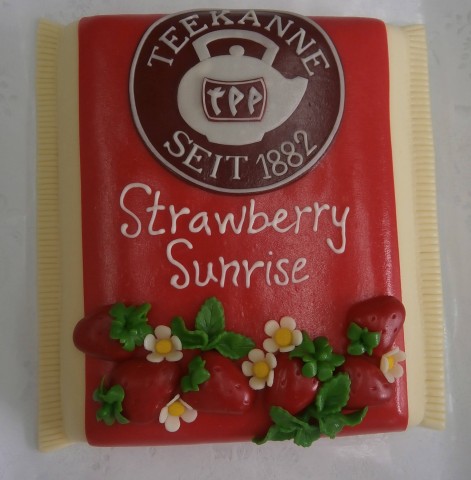 TEEKANNE
TPP
SEIT 1882
Strawberry
Sunrise